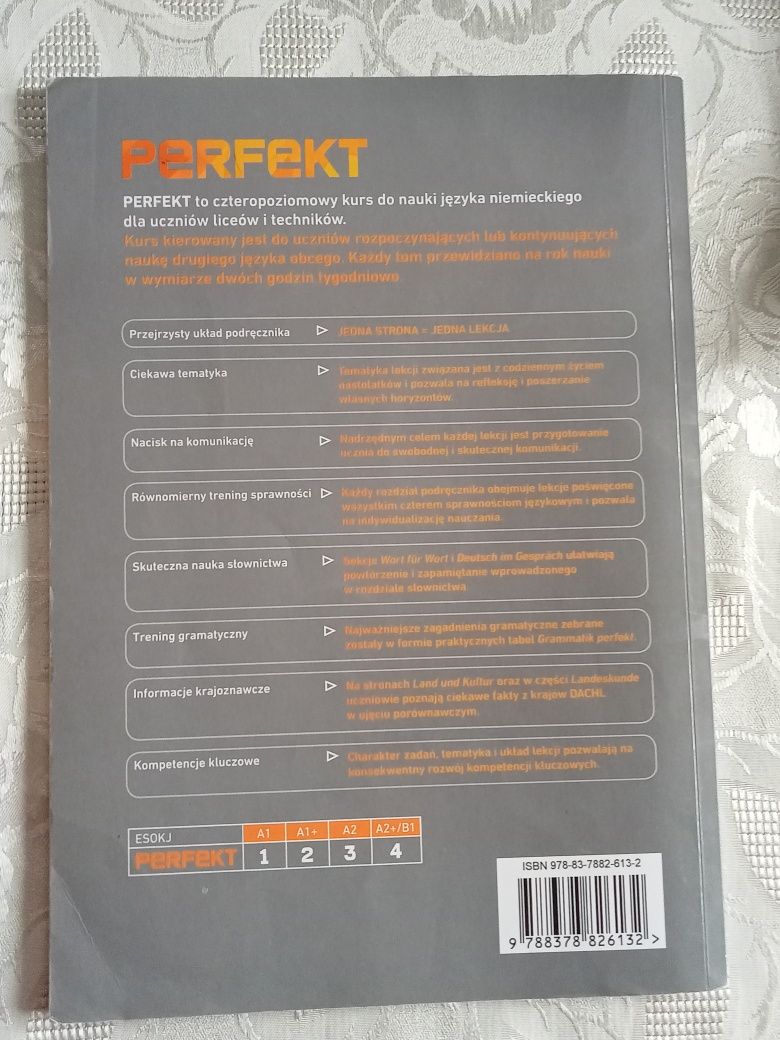 PERFEKT
PERFEKT to czteropoziomowy kurs do nauki języka niemieckiego
dla uczniów liceów i techników.
Kurs kierowany jest do uczniów rozpoczynających lub kontynuujących
naukę drugiego języka obcego. Każdy tom przewidziano na rok nauki
w wymiarze dwóch godzin tygodniowo.
Przejrzysty układ podręcznika
JEDNA STRONA = JEDNA LEKCJA
Ciekawa tematyka
Tematyka lekcji związana jest z codziennym życiem
nastolatków i pozwala na refleksję i poszerzanie
własnych horyzontów.
Nacisk na komunikację
Nadrzędnym celem każdej lekcji jest przygotowanie
ucznia do swobodnej i skutecznej komunikacji.
Równomierny trening sprawności
Każdy rozdział podręcznika obejmuje lekcje poświęcone
wszystkim czterem sprawnościom językowym i pozwala
na indywidualizację nauczania.
Skuteczna nauka słownictwa
Sekcje Wort für Wort i Deutsch im Gespräch ułatwiają
powtórzenie i zapamiętanie wprowadzonego
w rozdziale słownictwa.
Trening gramatyczny
Najważniejsze zagadnienia gramatyczne zebrane
zostały w formie praktycznych tabel Grammatik perfekt.
Informacje krajoznawcze
Na stronach Land und Kultur oraz w części Landeskunde
uczniowie poznają ciekawe fakty z krajów DACHL
w ujęciu porównawczym.
Kompetencje kluczowe
Charakter zadań, tematyka i układ lekcji pozwalają na
konsekwentny rozwój kompetencji kluczowych.
ESOKJ A1 A1+ A2 A2+/B1
PERFEKT 1 2 3 4
ISBN 978-83-7882-613-2
9 788378 826132 >